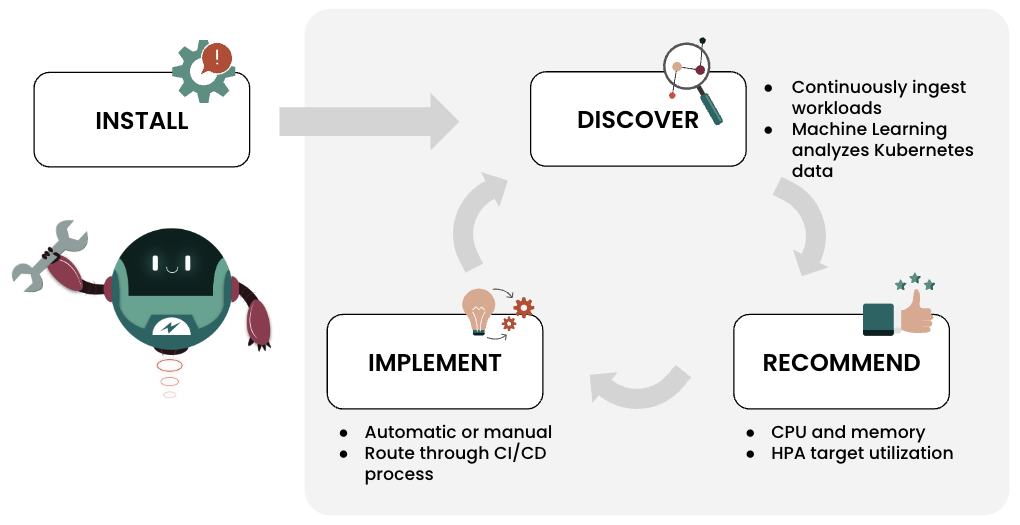 INSTALL
!
DISCOVER
● Continuously ingest
workloads
● Machine Learning
analyzes Kubernetes
data
IMPLEMENT
● Automatic or manual
● Route through CI/CD
process
RECOMMEND
● CPU and memory
● HPA target utilization